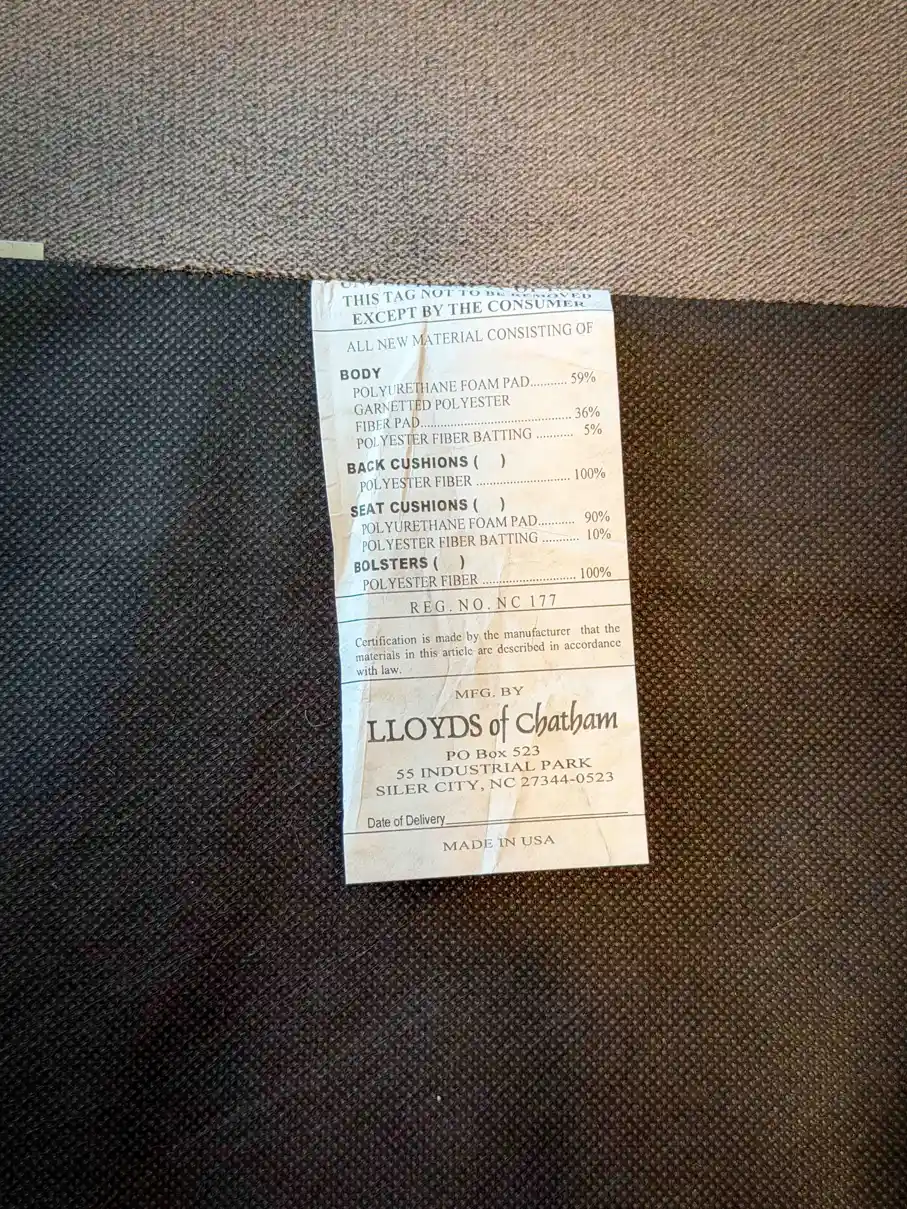 THIS TAG NOT TO BE REMOVED
EXCEPT BY THE CONSUMER
ALL NEW MATERIAL CONSISTING OF
BODY
POLYURETHANE FOAM PAD........... 59%
GARNETTED POLYESTER
FIBER PAD............................................. 36%
POLYESTER FIBER BATTING .......... 5%
BACK CUSHIONS ( )
POLYESTER FIBER ........................... 100%
SEAT CUSHIONS ( )
POLYURETHANE FOAM PAD.......... 90%
POLYESTER FIBER BATTING .......... 10%
BOLSTERS ( )
POLYESTER FIBER ........................... 100%
REG. NO. NC 177
Certification is made by the manufacturer that the
materials in this article are described in accordance
with law.
MFG. BY
LLOYDS of Chatham
PO Box 523
55 INDUSTRIAL PARK
SILER CITY, NC 27344-0523
Date of Delivery
MADE IN USA